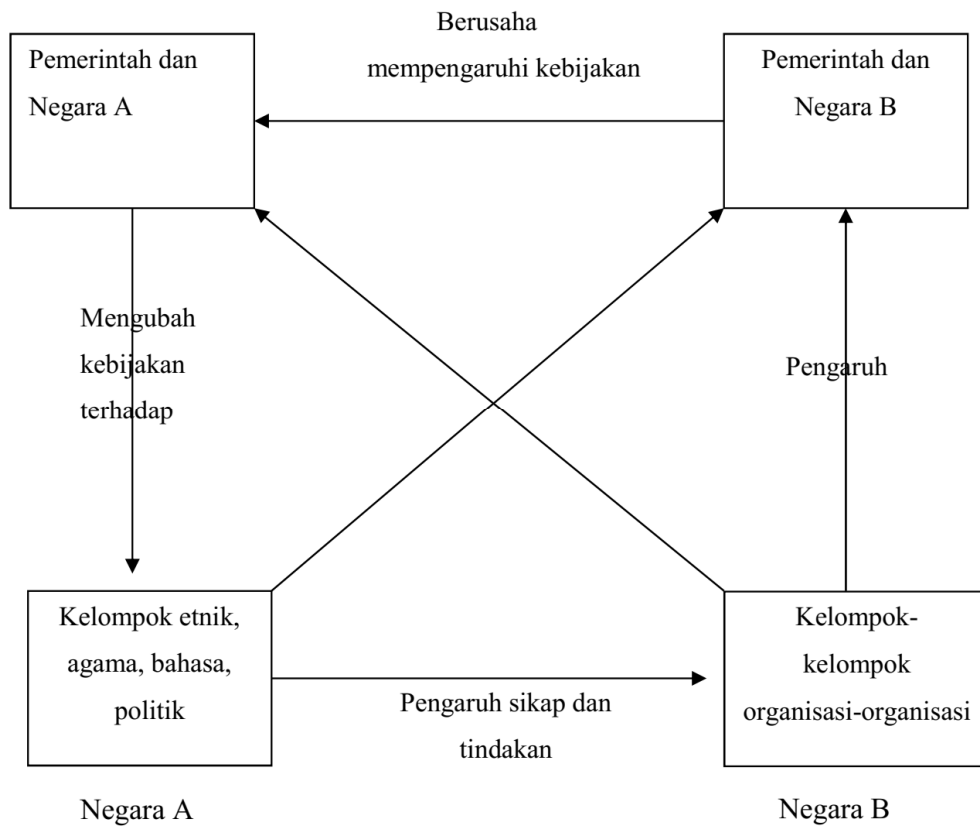 Berusaha
mempengaruhi kebijakan
Pemerintah dan
Negara A
Pemerintah dan
Negara B
Mengubah
kebijakan
terhadap
Pengaruh
Kelompok etnik,
agama, bahasa,
politik
Pengaruh sikap dan
tindakan
Kelompok-
kelompok
organisasi-organisasi
Negara A
Negara B